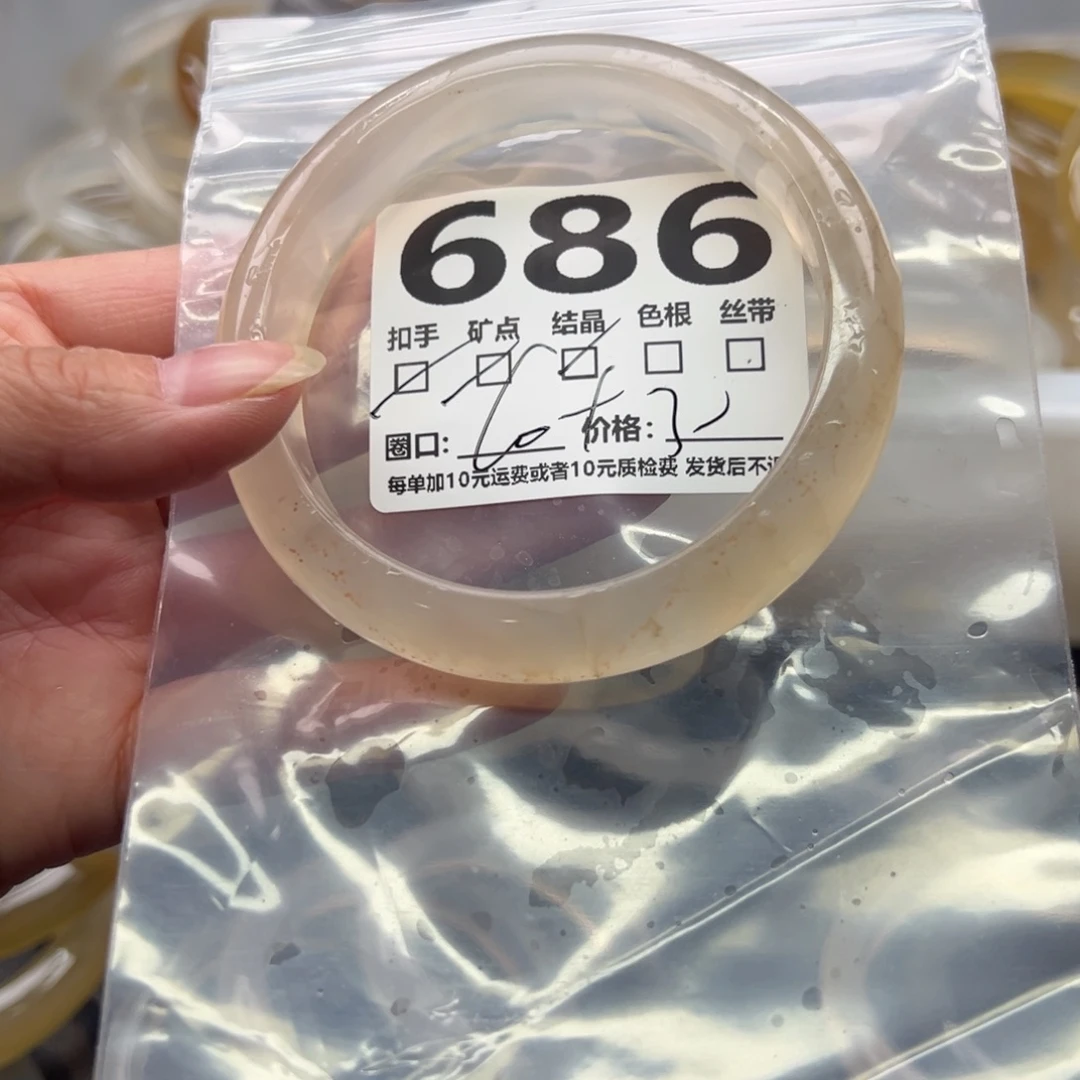 686
扣手 矿点 结晶 色根 丝带
圈口: 价格:
每单加10元运费或者10元质检费 发货后不